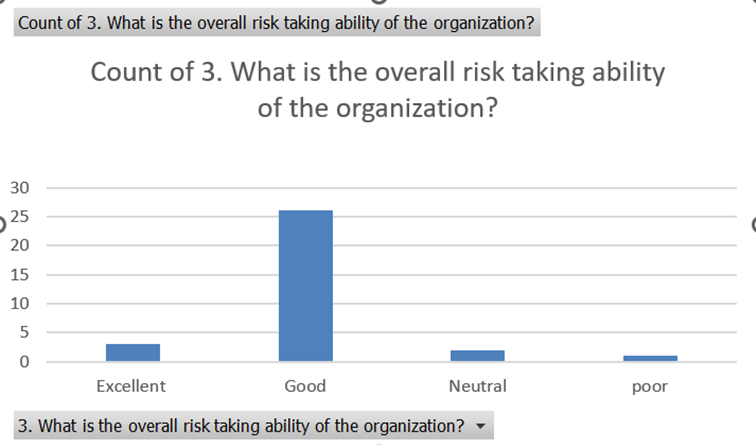 Count of 3. What is the overall risk taking ability of the organization?
Count of 3. What is the overall risk taking ability
of the organization?
30
25
20
15
10
5
0
Excellent Good Neutral poor
3. What is the overall risk taking ability of the organization?